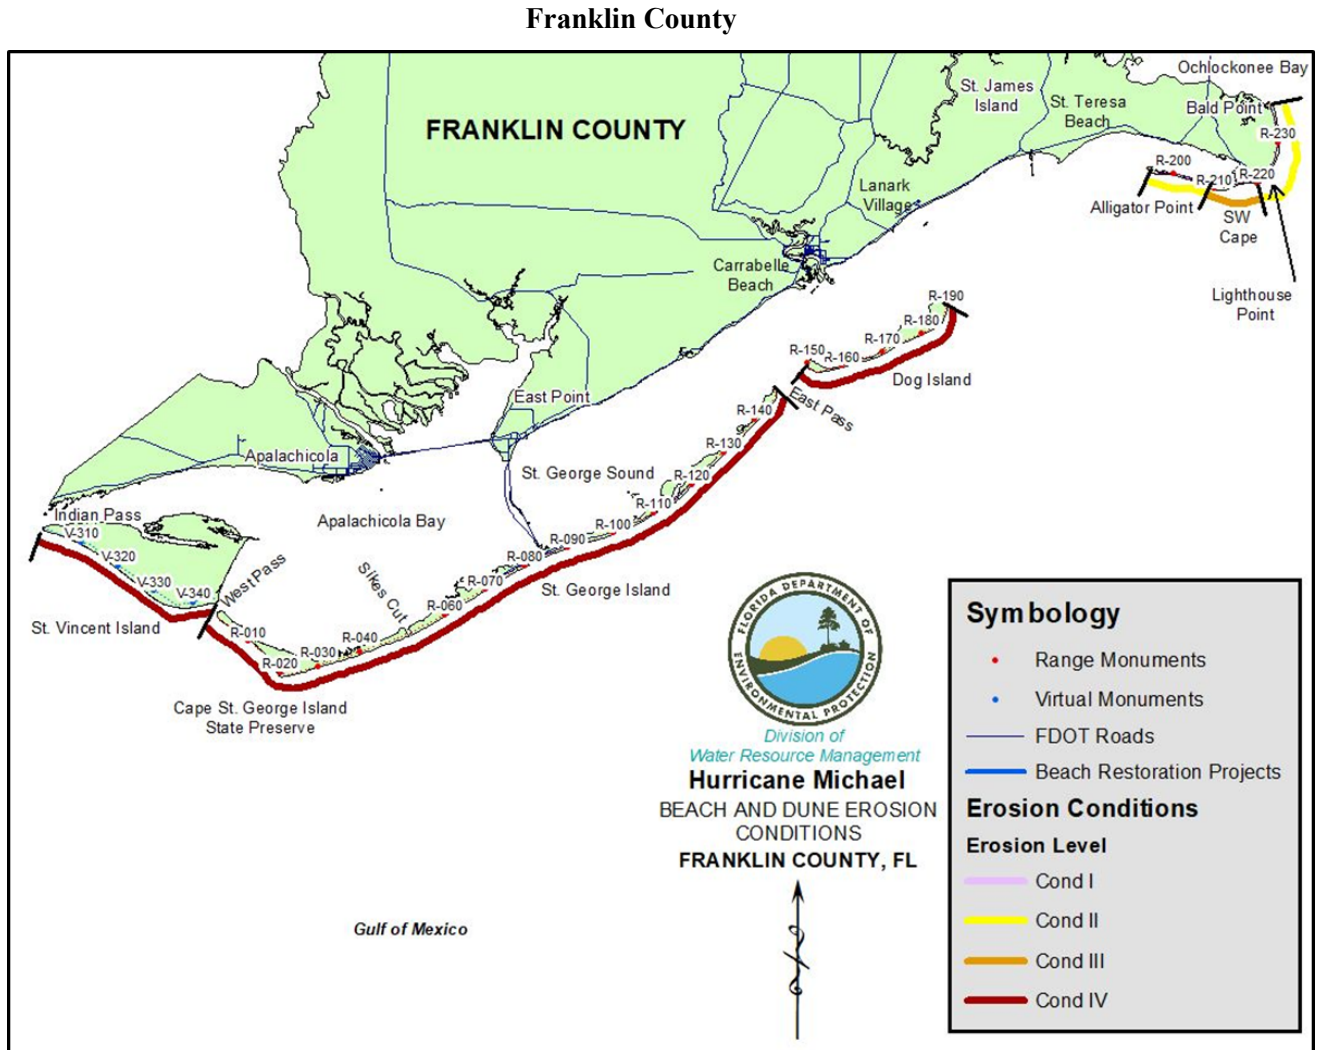 Franklin County
Ochlockonee Bay
St. James
Island
St. Teresa
Beach
Bald Point
FRANKLIN COUNTY
R-230
R-200
R-210
R-220
Lanark
Village
Alligator Point
SW
Cape
Carrabelle
Beach
Lighthouse
Point
R-190
R-180
R-170
R-150
R-160
Dog Island
East Pass
East Point
R-140
R-130
Apalachicola
St. George Sound
R-120
R-110
Indian Pass
Apalachicola Bay
R-100
V-310
R-090
V-320
R-080
West Pass
Sikes Cut
V-330
R-070
St. George Island
V-340
R-060
St. Vincent Island
R-010
R-040
R-030
R-020
Cape St. George Island
State Preserve
FLORIDA DEPARTMENT OF
ENVIRONMENTAL PROTECTION
Division of
Water Resource Management
Hurricane Michael
BEACH AND DUNE EROSION
CONDITIONS
FRANKLIN COUNTY, FL
Gulf of Mexico
Symbology
Range Monuments
Virtual Monuments
FDOT Roads
Beach Restoration Projects
Erosion Conditions
Erosion Level
Cond I
Cond II
Cond III
Cond IV